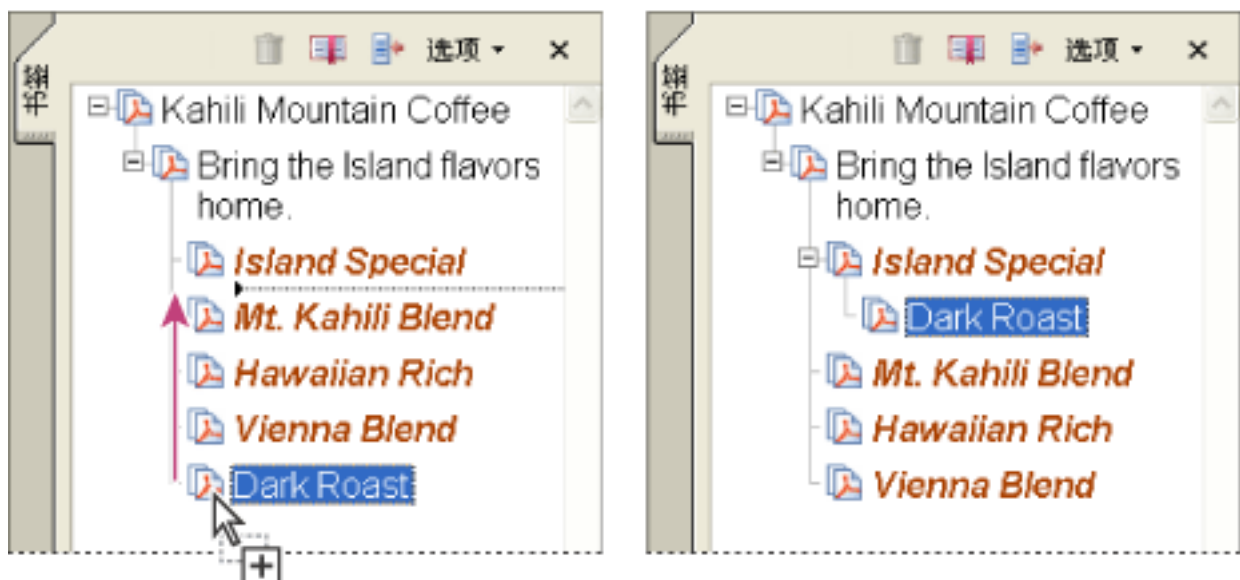 书签
选项
Kahili Mountain Coffee
Bring the Island flavors
home.
Island Special
Mt. Kahili Blend
Hawaiian Rich
Vienna Blend
Dark Roast
书签
选项
Kahili Mountain Coffee
Bring the Island flavors
home.
Island Special
Dark Roast
Mt. Kahili Blend
Hawaiian Rich
Vienna Blend